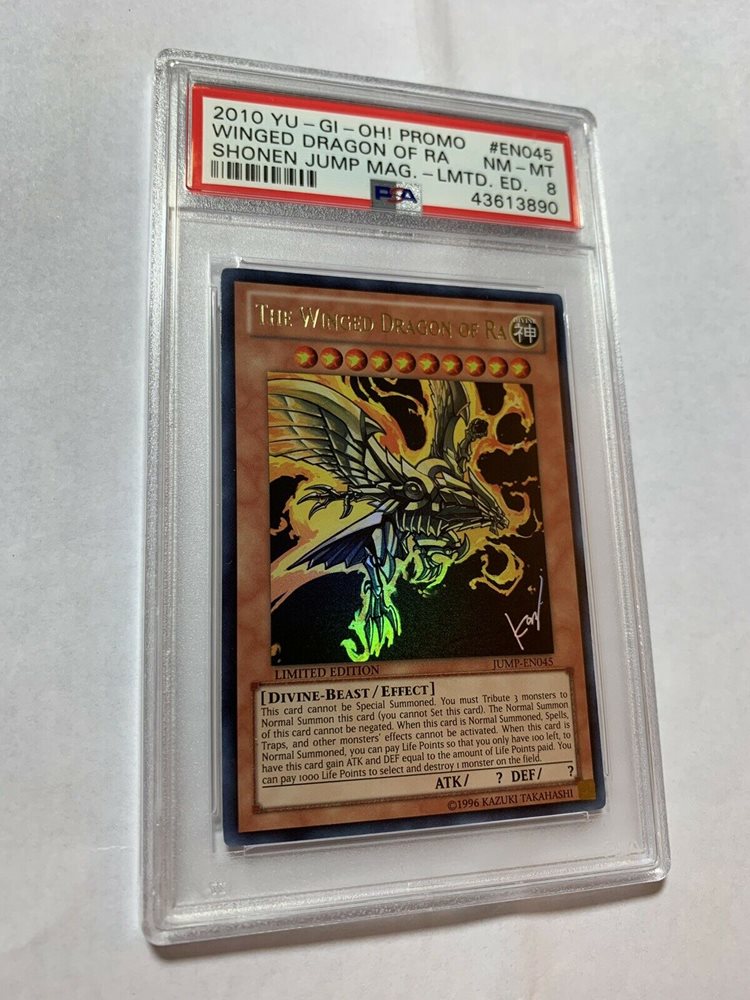 2010 YU-GI-OH! PROMO #EN045
WINGED DRAGON OF RA NM-MT
SHONEN JUMP MAG.-LMTD. ED. 8
PSA 43613890
THE WINGED DRAGON OF RA
DIVINE
神
LIMITED EDITION JUMP-EN045
[DIVINE-BEAST/EFFECT]
This card cannot be Special Summoned. You must Tribute 3 monsters to
Normal Summon this card (you cannot Set this card). The Normal Summon
of this card cannot be negated. When this card is Normal Summoned, Spells,
Traps, and other monsters' effects cannot be activated. When this card is
Normal Summoned, you can pay Life Points so that you only have 100 left, to
have this card gain ATK and DEF equal to the amount of Life Points paid. You
can pay 1000 Life Points to select and destroy 1 monster on the field.
ATK/ ? DEF/ ?
©1996 KAZUKI TAKAHASHI